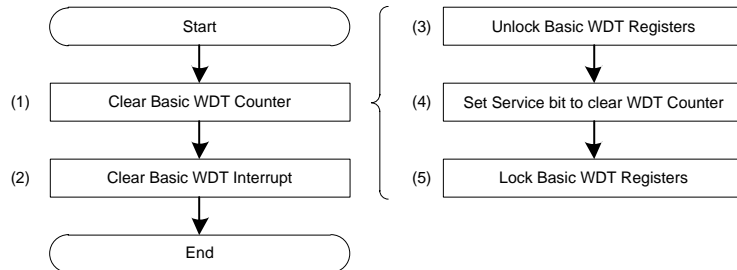 Start
(1) Clear Basic WDT Counter
(2) Clear Basic WDT Interrupt
End
(3) Unlock Basic WDT Registers
(4) Set Service bit to clear WDT Counter
(5) Lock Basic WDT Registers